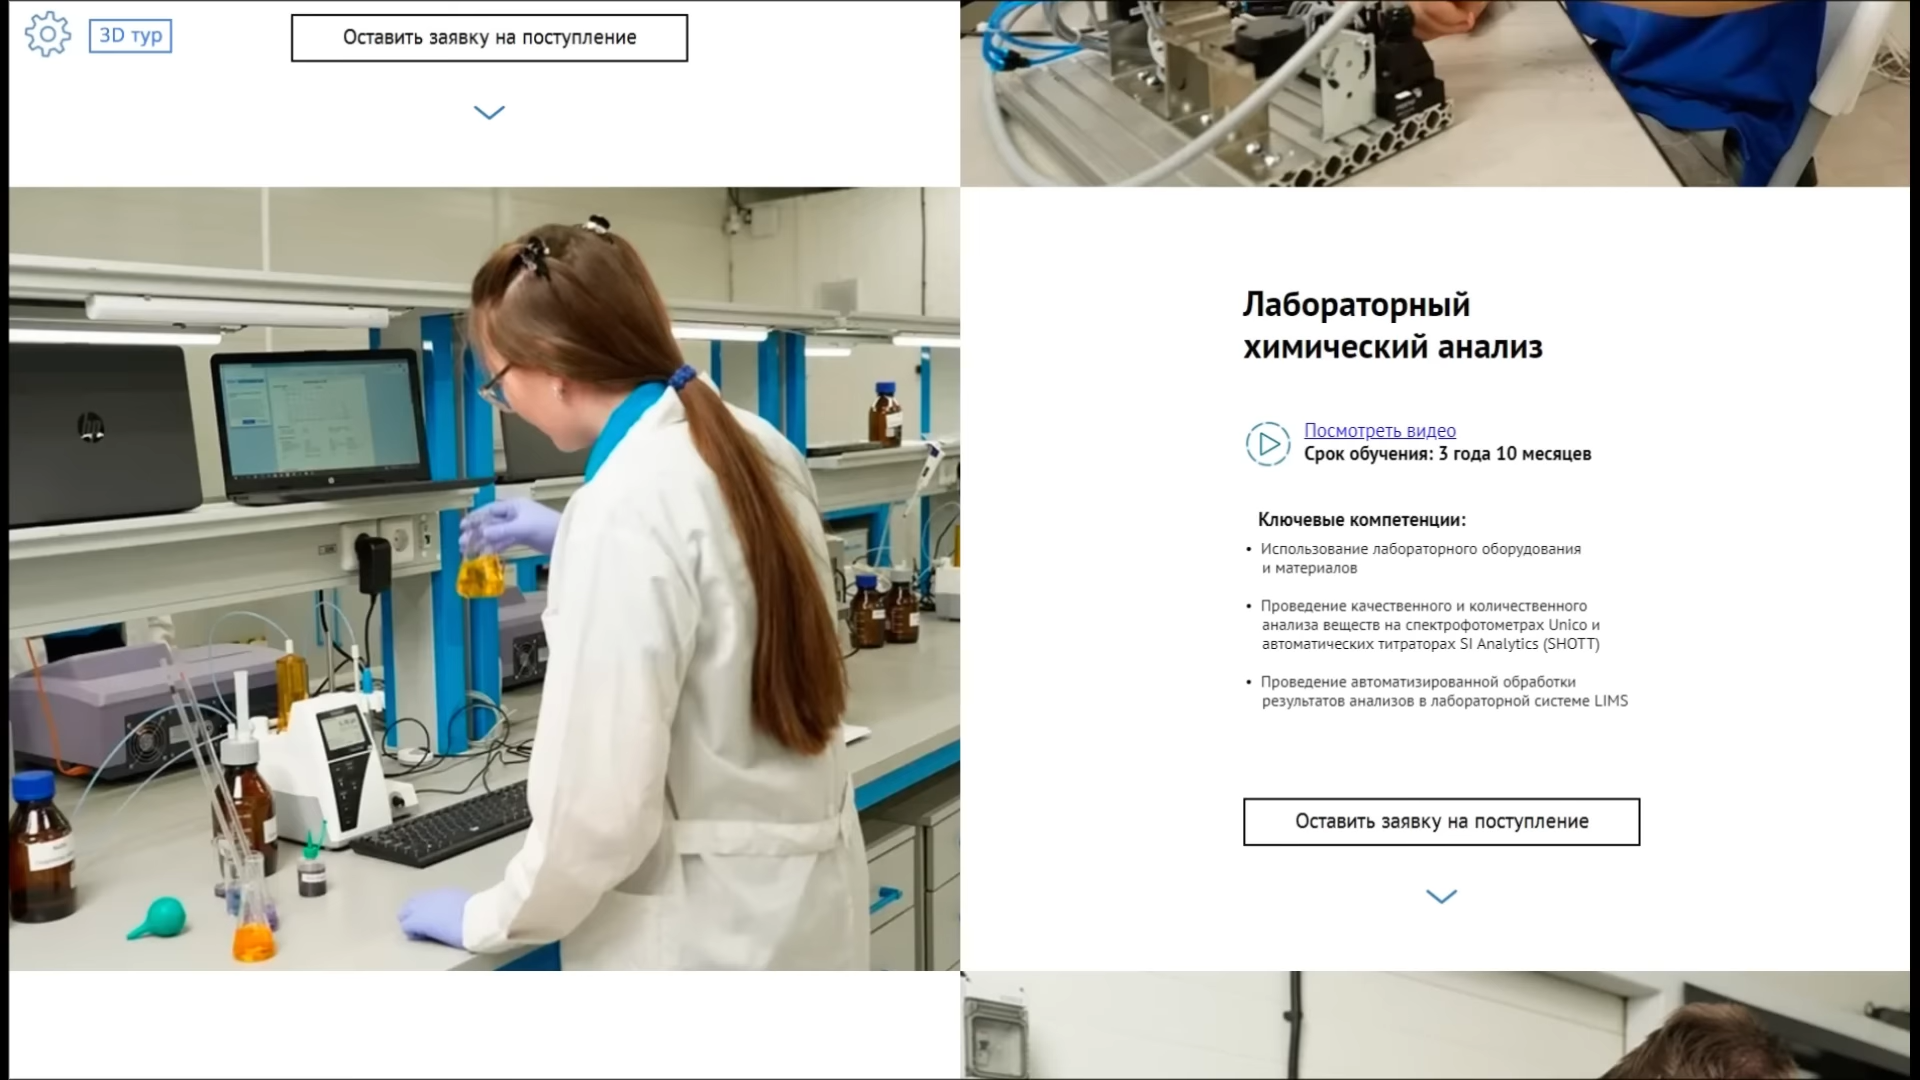 3D тур
Оставить заявку на поступление
hp
Лабораторный
химический анализ
Посмотреть видео
Срок обучения: 3 года 10 месяцев
Ключевые компетенции:
• Использование лабораторного оборудования
и материалов
• Проведение качественного и количественного
анализа веществ на спектрофотометрах Unico и
автоматических титраторах SI Analytics (SHOTT)
• Проведение автоматизированной обработки
результатов анализов в лабораторной системе LIMS
Оставить заявку на поступление